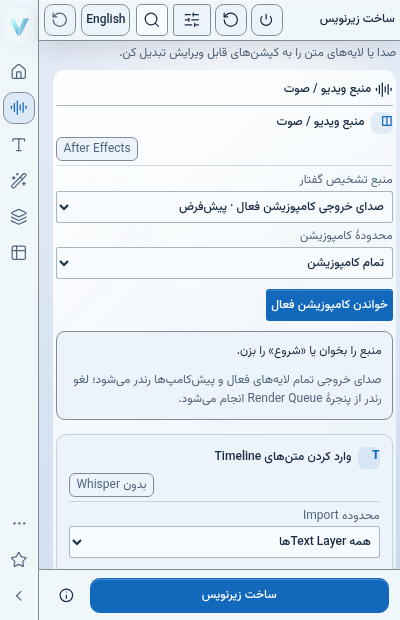 ساخت زیرنویس
English
صدا یا لایه‌های متن را به کپشن‌های قابل ویرایش تبدیل کن.
منبع ویدیو / صوت
منبع ویدیو / صوت
After Effects
منبع تشخیص گفتار
صدای خروجی کامپوزیشن فعال · پیش‌فرض
محدودهٔ کامپوزیشن
تمام کامپوزیشن
خواندن کامپوزیشن فعال
منبع را بخوان یا «شروع» را بزن.
صدای خروجی تمام لایه‌های فعال و پیش‌کامپ‌ها رندر می‌شود؛ لغو
رندر از پنجرهٔ Render Queue انجام می‌شود.
وارد کردن متن‌های Timeline
T
بدون Whisper
محدوده Import
همه Text Layerها
ساخت زیرنویس